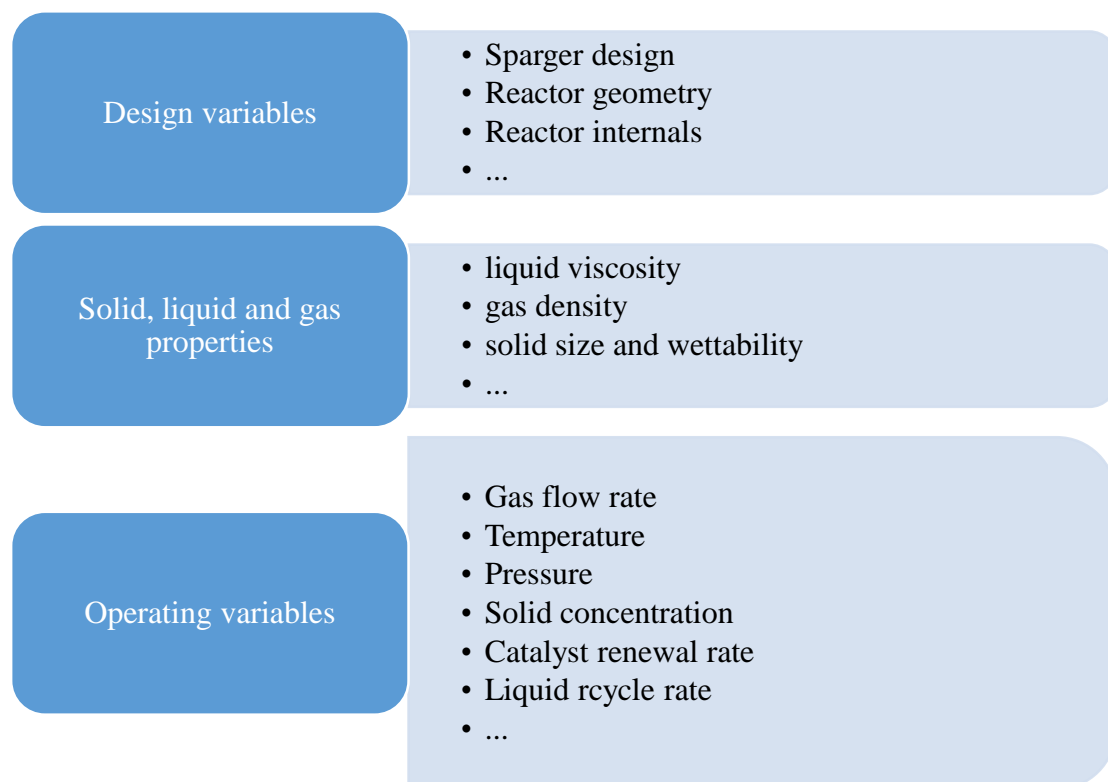 Design variables
• Sparger design
• Reactor geometry
• Reactor internals
• ...
Solid, liquid and gas
properties
• liquid viscosity
• gas density
• solid size and wettability
• ...
Operating variables
• Gas flow rate
• Temperature
• Pressure
• Solid concentration
• Catalyst renewal rate
• Liquid rcycle rate
• ...